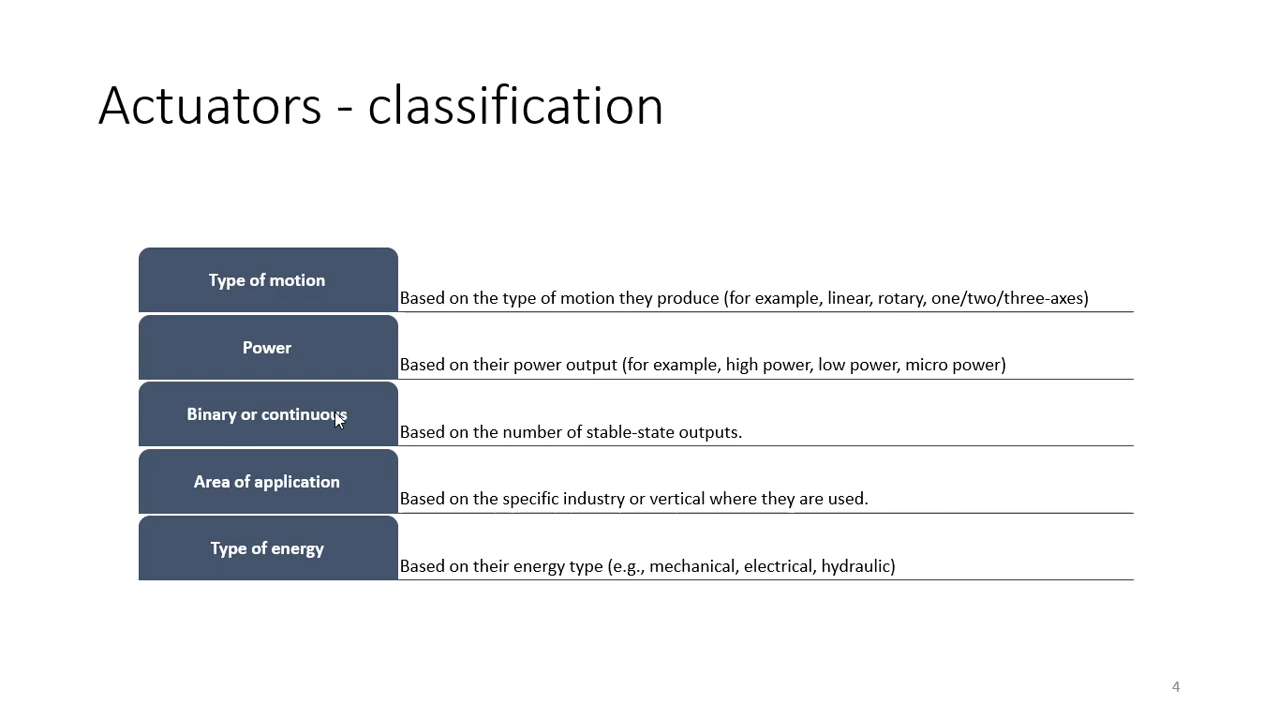 Actuators - classification
Type of motion
Based on the type of motion they produce (for example, linear, rotary, one/two/three-axes)
Power
Based on their power output (for example, high power, low power, micro power)
Binary or continuous
Based on the number of stable-state outputs.
Area of application
Based on the specific industry or vertical where they are used.
Type of energy
Based on their energy type (e.g., mechanical, electrical, hydraulic)
4